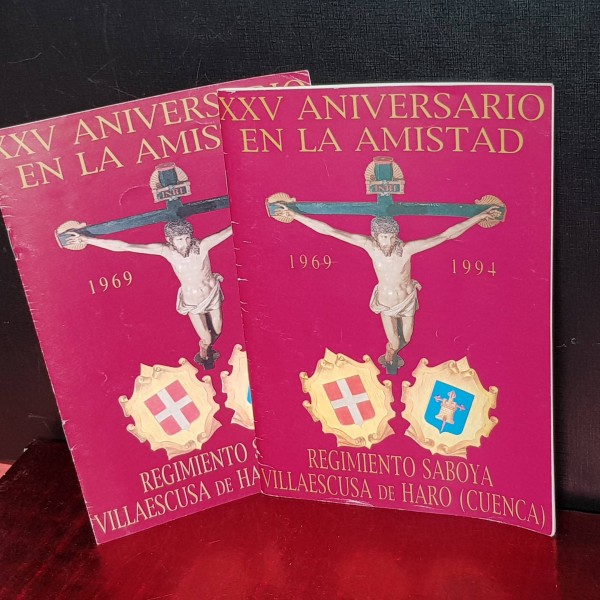 XXV ANIVERSARIO
EN LA AMIS
INRI
1969
REGIMIENTO S
VILLAESCUSA DE HA
XXV ANIVERSARIO
EN LA AMISTAD
INRI
1969 1994
REGIMIENTO SABOYA
VILLAESCUSA DE HARO (CUENCA)